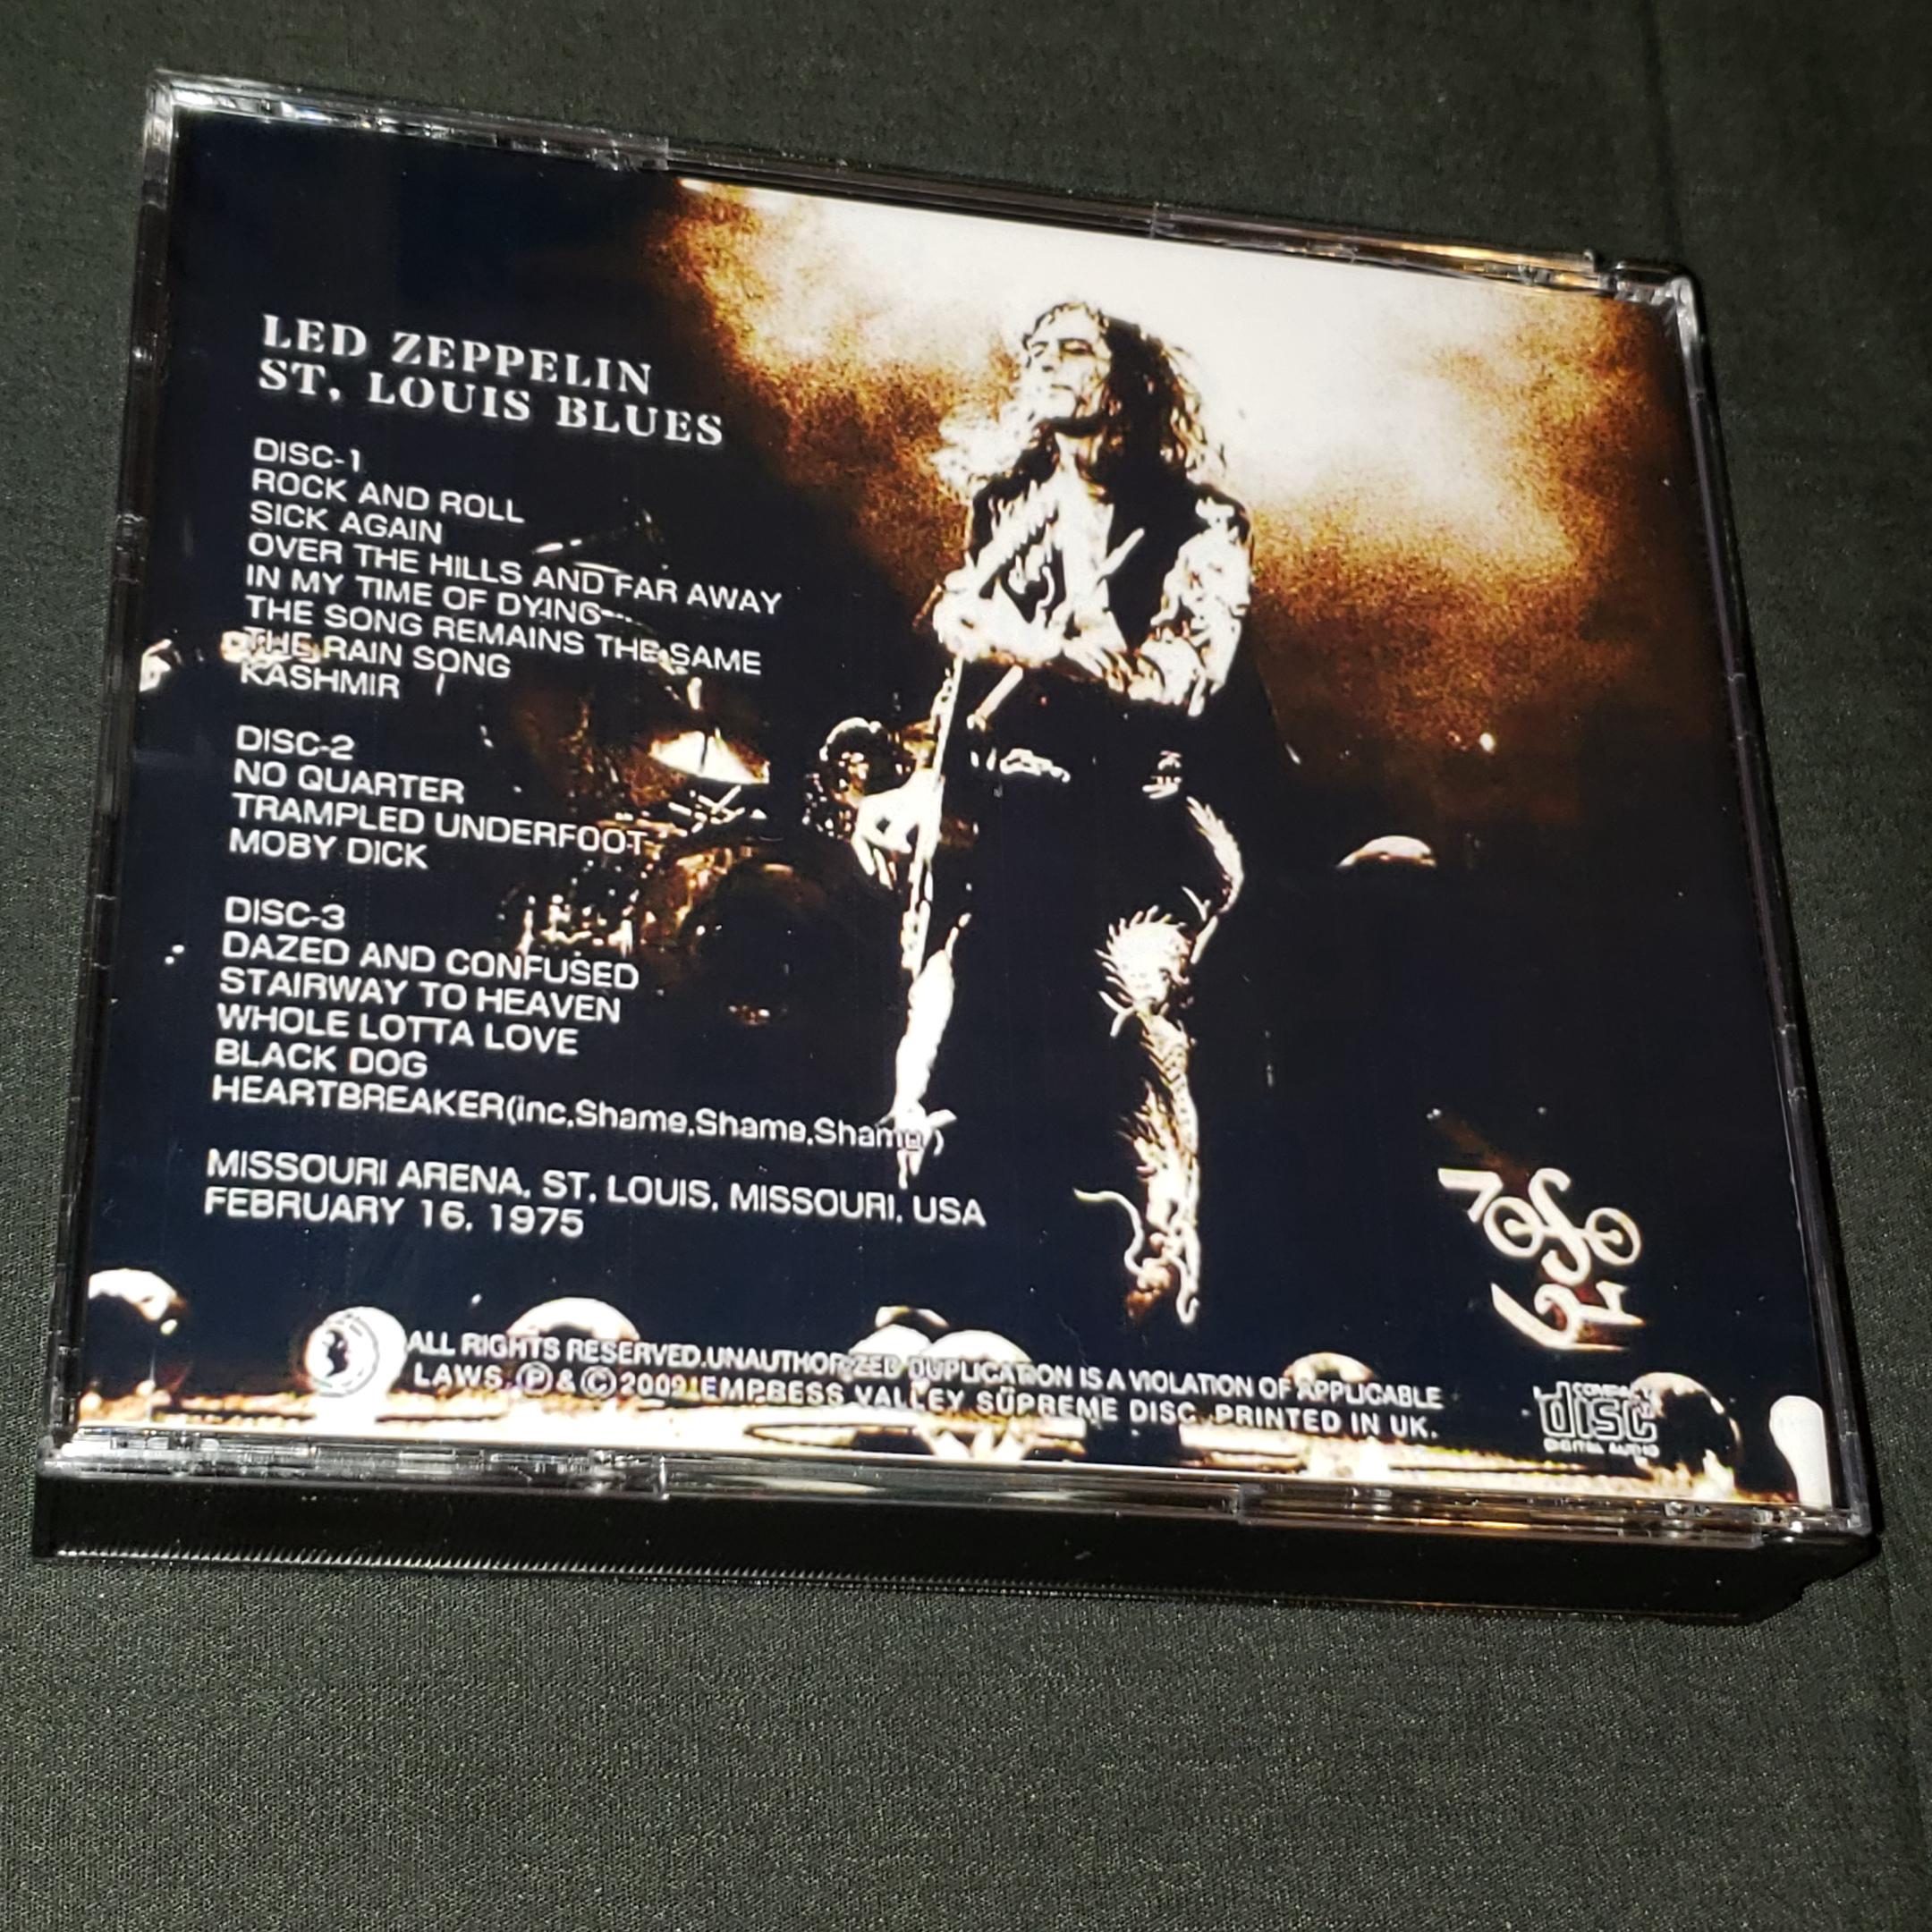 LED ZEPPELIN
ST, LOUIS BLUES
DISC-1
ROCK AND ROLL
SICK AGAIN
OVER THE HILLS AND FAR AWAY
IN MY TIME OF DYING
THE SONG REMAINS THE SAME
THE RAIN SONG
KASHMIR
DISC-2
NO QUARTER
TRAMPLED UNDERFOOT
MOBY DICK
DISC-3
DAZED AND CONFUSED
STAIRWAY TO HEAVEN
WHOLE LOTTA LOVE
BLACK DOG
HEARTBREAKER(inc,Shame,Shame,Shame)
MISSOURI ARENA, ST, LOUIS, MISSOURI, USA
FEBRUARY 16, 1975
ALL RIGHTS RESERVED.UNAUTHORIZED DUPLICATION IS A VIOLATION OF APPLICABLE
LAWS. Ⓟ & © 2009 EMPRESS VALLEY SUPREME DISC. PRINTED IN UK.
COMPACT
disc
DIGITAL AUDIO